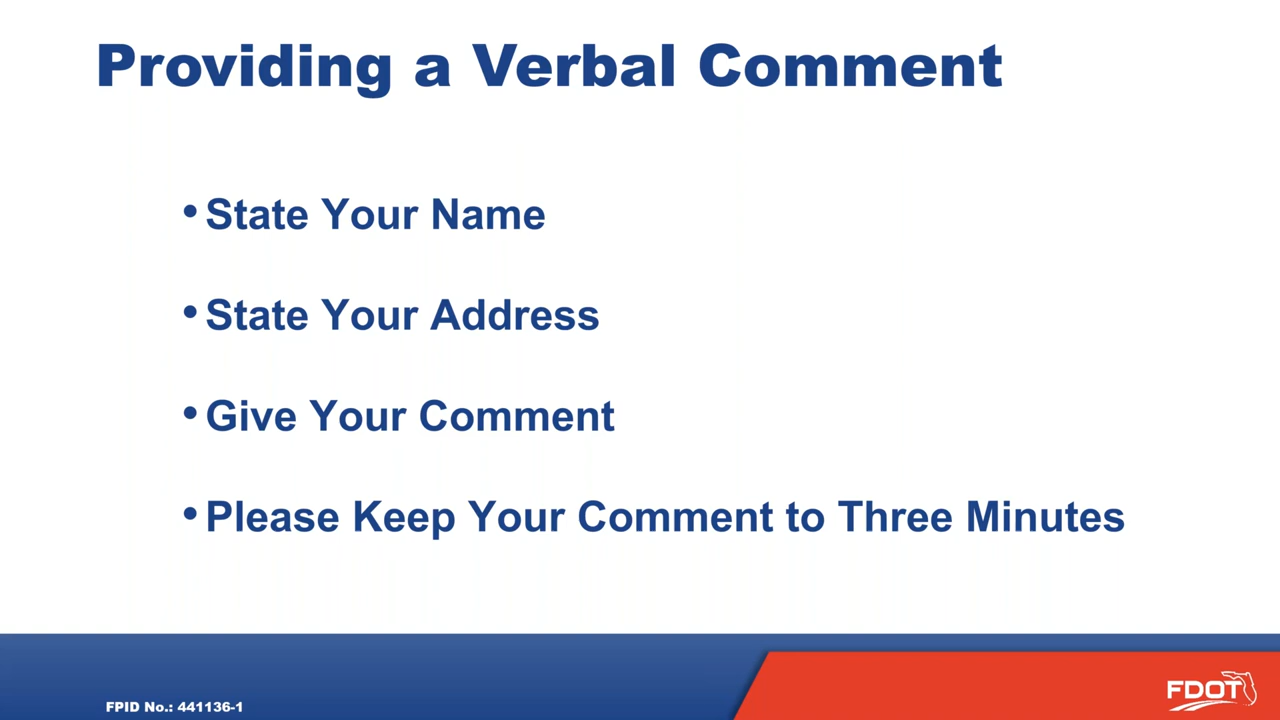 Providing a Verbal Comment
• State Your Name
• State Your Address
• Give Your Comment
• Please Keep Your Comment to Three Minutes
FPID No.: 441136-1
FDOT